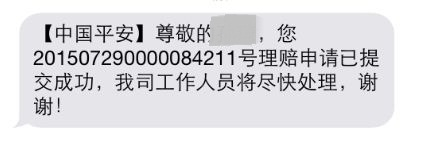 【中国平安】尊敬的，您
201507290000084211号理赔申请已提
交成功，我司工作人员将尽快处理，谢
谢！